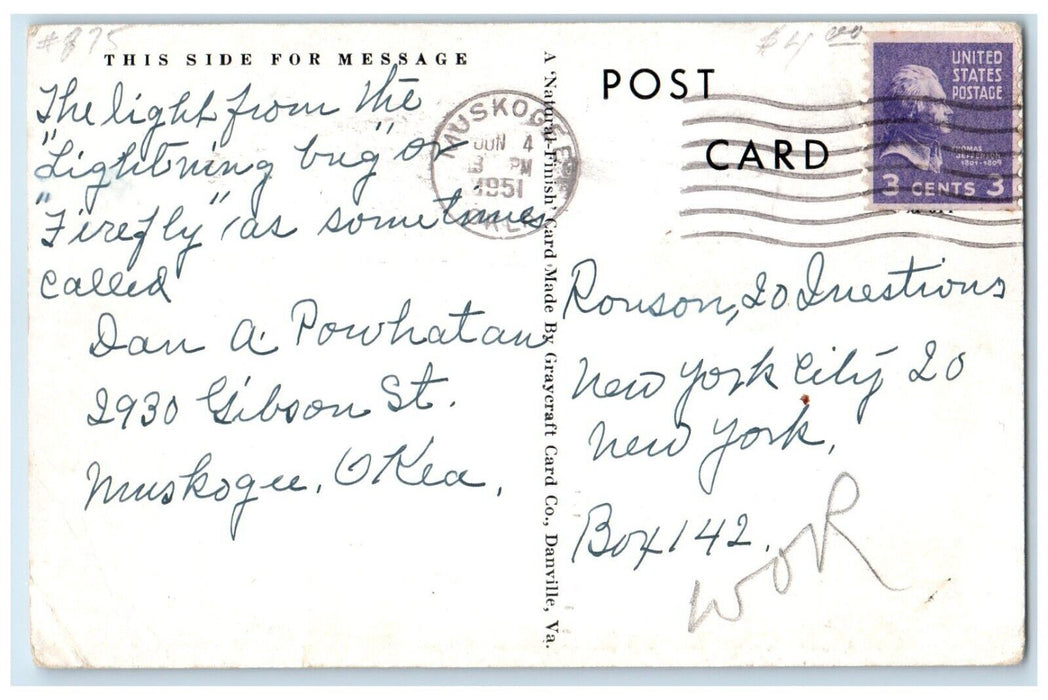 #875
$4.00
THIS SIDE FOR MESSAGE
The light from the
"Lightning bug" or
"Firefly" as sometimes
called
Dan A. Powhatan
2930 Gibson St.
Muskogee, Okla,
A 'Natural-Finish' Card Made By Graycraft Card Co., Danville, Va.
MUSKOGEE
JUN 4
3 PM
1951
OKLA
POST
CARD
UNITED
STATES
POSTAGE
THOMAS
JEFFERSON
1801-1809
3 CENTS 3
Ronson, 20 Questions
New York City 20
New York,
Box 142.
WOR